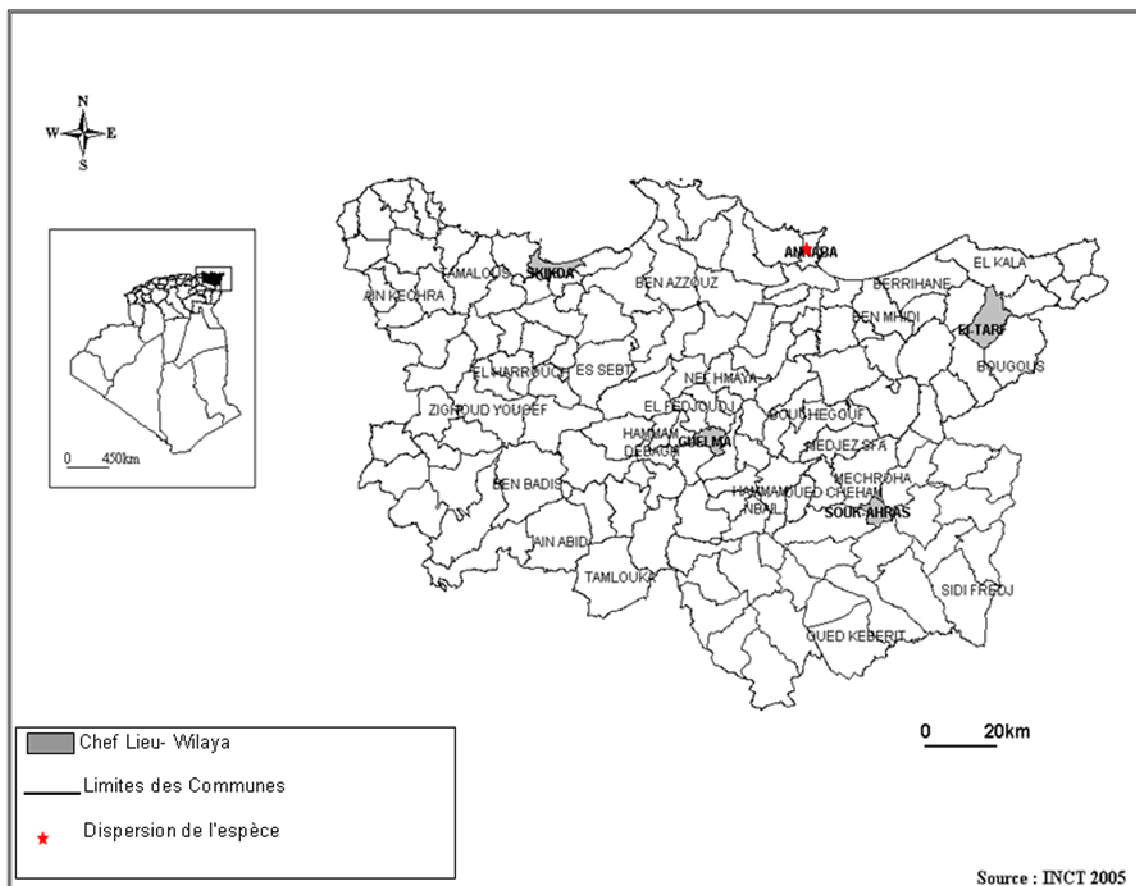 N
W E
S
0 450km
EL KALA
ANNABA
TAMALOUS
SKIKDA
BEN AZZOUZ
BERRIHANE
AIN KECHRA
BEN MHIDI
El-TARF
BOUGOUS
EL HARROUCH
ES SEBT
NECHMAYA
ZIGHOUD YOUCEF
EL FEDJOUDJ
BOUCHEGOUF
HAMMAM
DEBAGH
GUELMA
MEDJEZ SFA
MECHROHA
BEN BADIS
HAMMAM
NBAIL
OUED CHEHAM
SOUK-AHRAS
AIN ABID
TAMLOUKA
SIDI FREDJ
OUED KEBERIT
0 20km
Chef Lieu- Wilaya
Limites des Communes
Dispersion de l'espèce
Source : INCT 2005